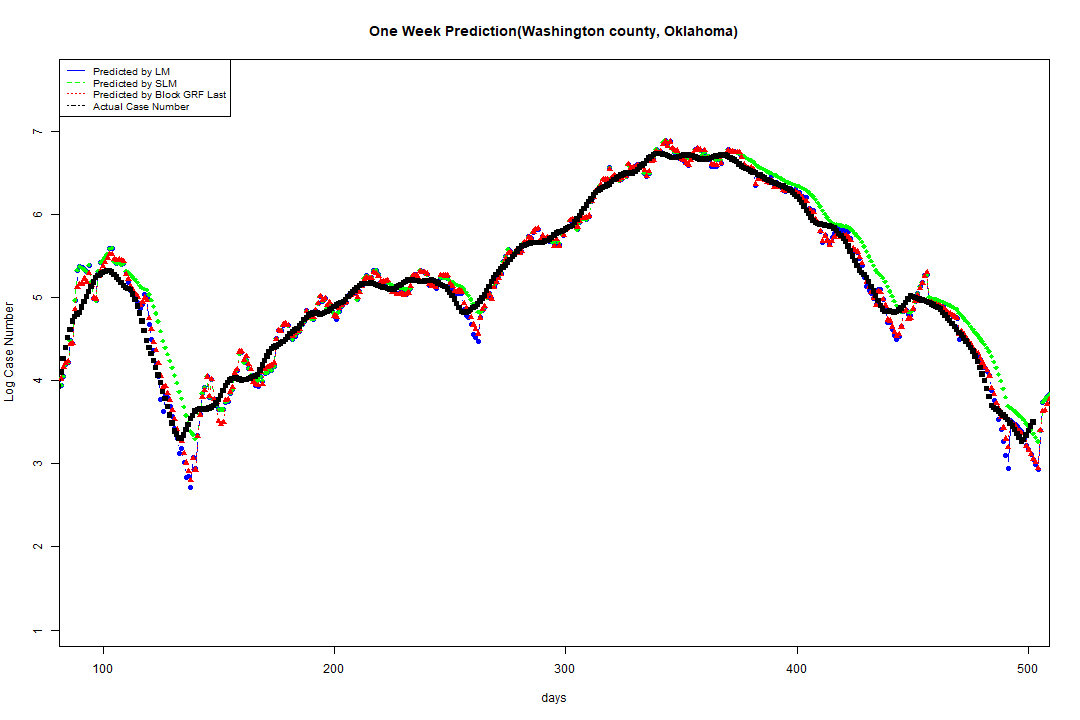 One Week Prediction(Washington county, Oklahoma)
Predicted by LM
Predicted by SLM
Predicted by Block GRF Last
Actual Case Number
Log Case Number
7
6
5
4
3
2
1
100 200 300 400 500
days